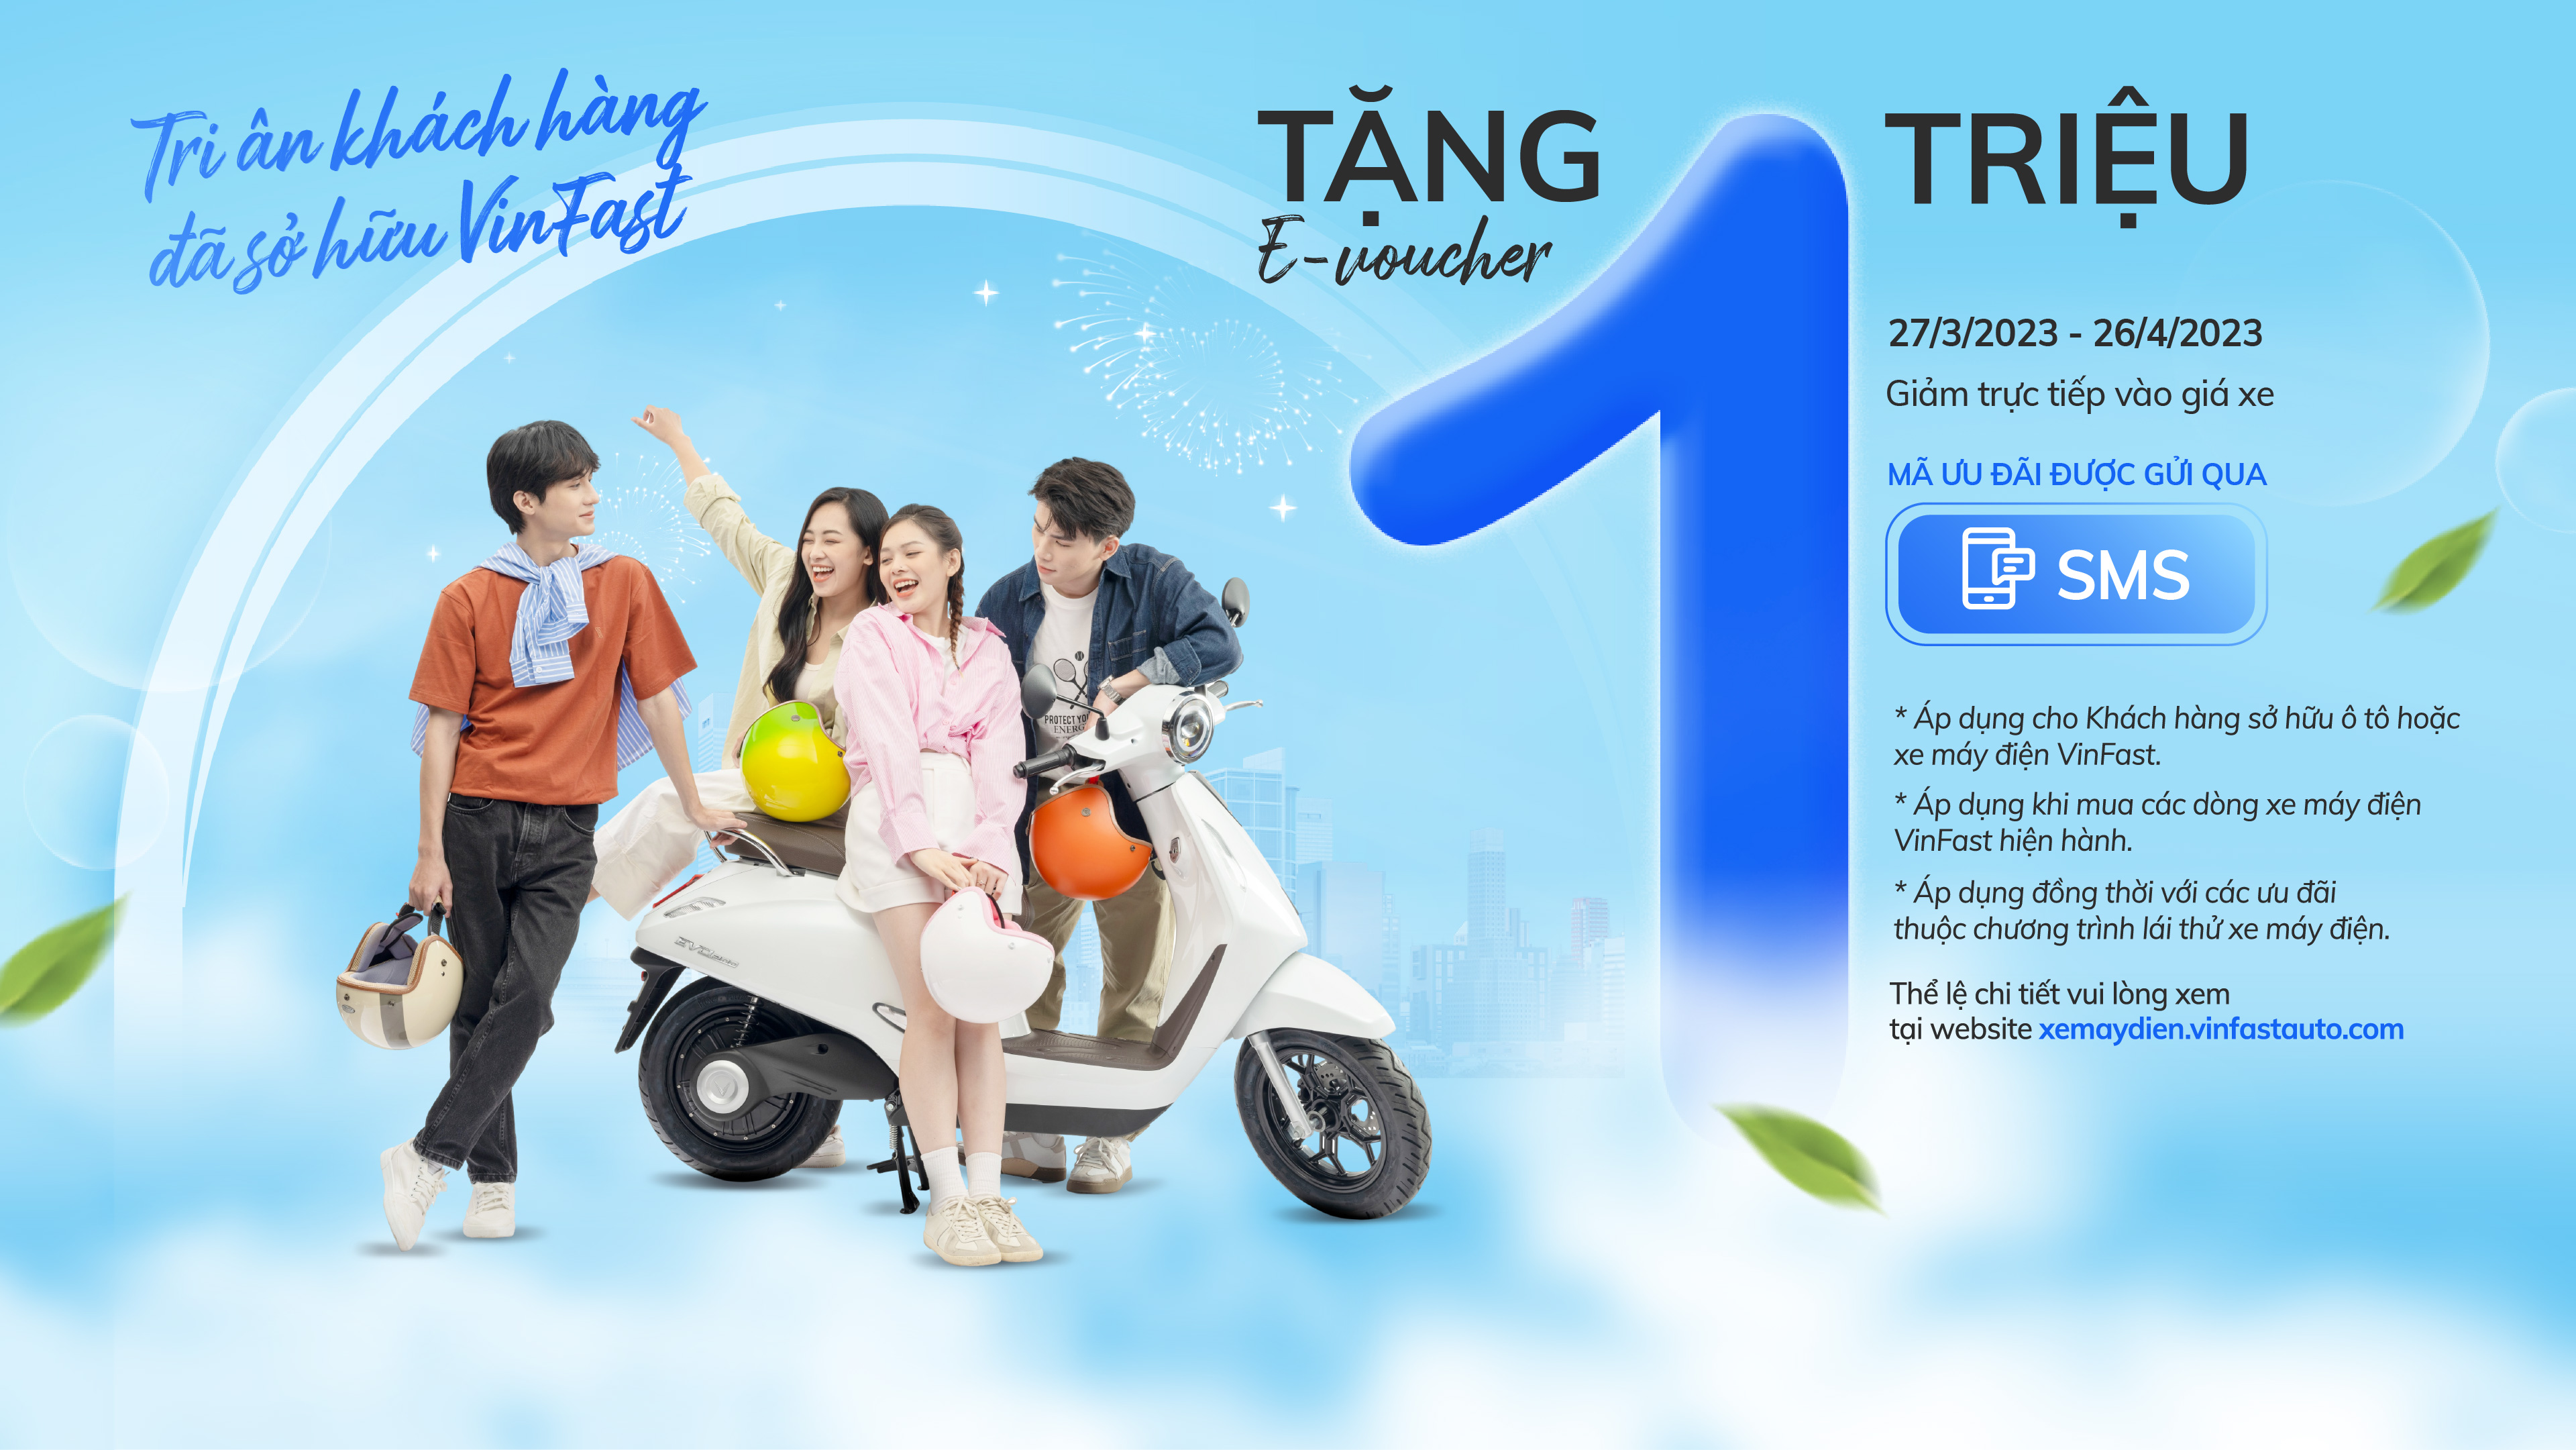 Tri ân khách hàng
đã sở hữu VinFast
TẶNG 1 TRIỆU
E-voucher
27/3/2023 - 26/4/2023
Giảm trực tiếp vào giá xe
MÃ ƯU ĐÃI ĐƯỢC GỬI QUA
SMS
* Áp dụng cho Khách hàng sở hữu ô tô hoặc
xe máy điện VinFast.
* Áp dụng khi mua các dòng xe máy điện
VinFast hiện hành.
* Áp dụng đồng thời với các ưu đãi
thuộc chương trình lái thử xe máy điện.
Thể lệ chi tiết vui lòng xem
tại website xemaydien.vinfastauto.com
PROTECT YO
ENERG